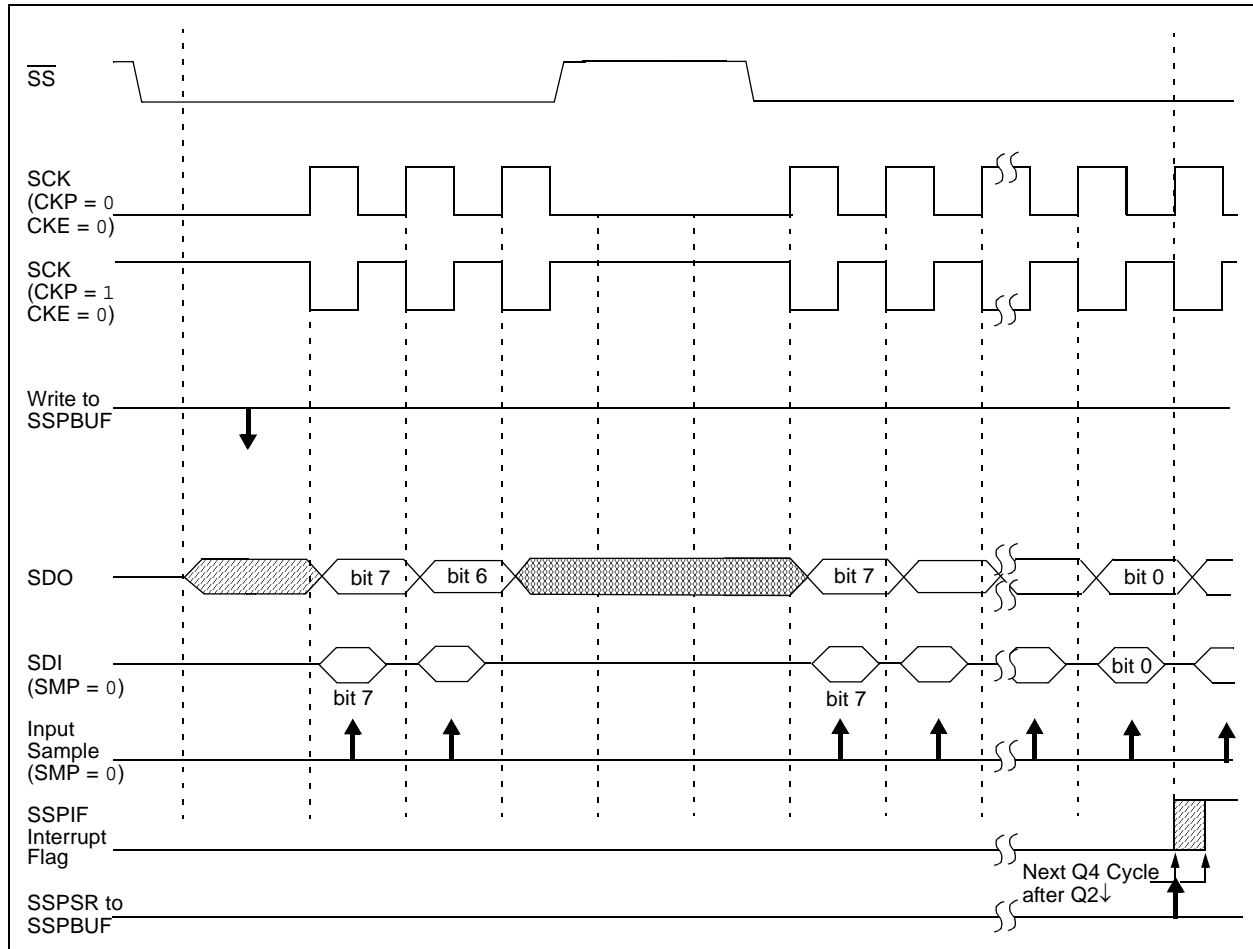 SS
SCK
(CKP = 0
CKE = 0)
SCK
(CKP = 1
CKE = 0)
Write to
SSPBUF
SDO
bit 7
bit 6
bit 7
bit 0
SDI
(SMP = 0)
bit 7
bit 7
bit 0
Input
Sample
(SMP = 0)
SSPIF
Interrupt
Flag
Next Q4 Cycle
after Q2↓
SSPSR to
SSPBUF